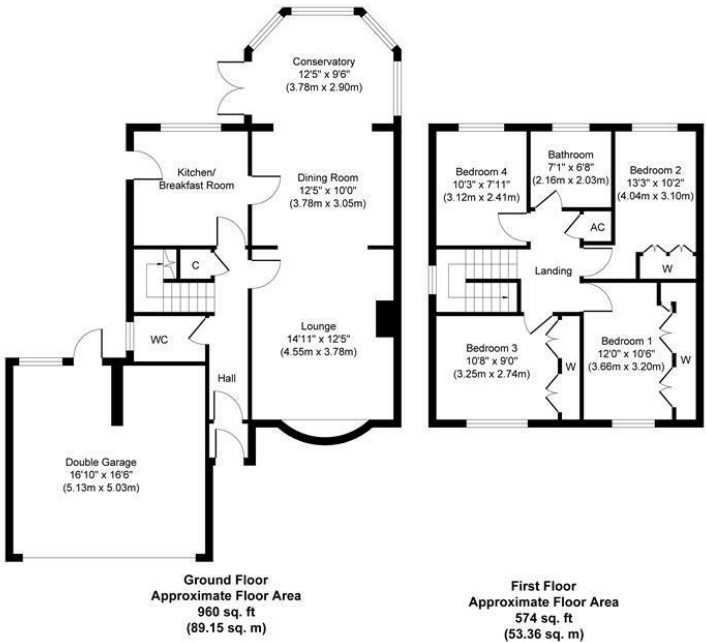 Conservatory
12'5" x 9'6"
(3.78m x 2.90m)
Kitchen/
Breakfast Room
Dining Room
12'5" x 10'0"
(3.78m x 3.05m)
C
WC
Lounge
14'11" x 12'5"
(4.55m x 3.78m)
Hall
Double Garage
16'10" x 16'6"
(5.13m x 5.03m)
Ground Floor
Approximate Floor Area
960 sq. ft
(89.15 sq. m)
Bedroom 4
10'3" x 7'11"
(3.12m x 2.41m)
Bathroom
7'1" x 6'8"
(2.16m x 2.03m)
Bedroom 2
13'3" x 10'2"
(4.04m x 3.10m)
AC
W
Landing
Bedroom 3
10'8" x 9'0"
(3.25m x 2.74m)
W
Bedroom 1
12'0" x 10'6"
(3.66m x 3.20m)
W
First Floor
Approximate Floor Area
574 sq. ft
(53.36 sq. m)